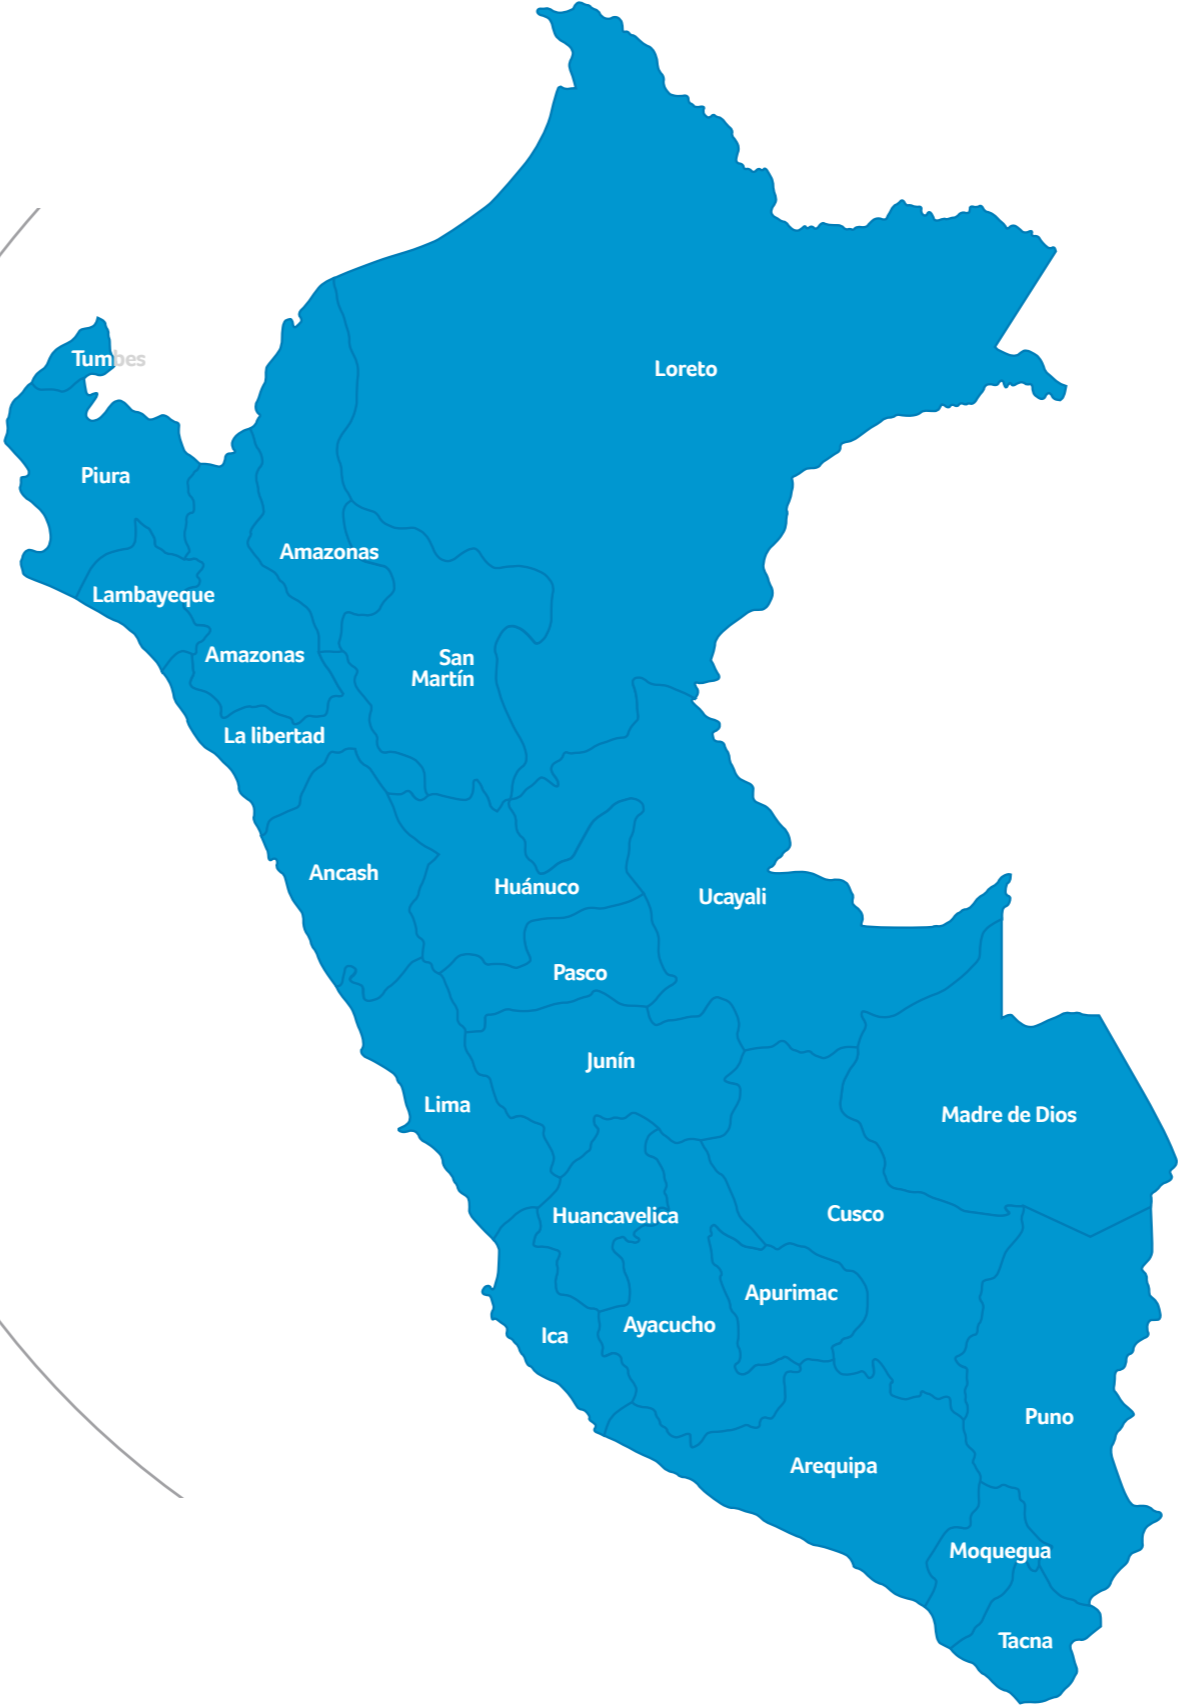 Tumbes
Loreto
Piura
Amazonas
Lambayeque
Amazonas
San
Martín
La libertad
Ancash
Huánuco
Ucayali
Pasco
Junín
Lima
Madre de Dios
Huancavelica
Cusco
Apurimac
Ayacucho
Ica
Puno
Arequipa
Moquegua
Tacna